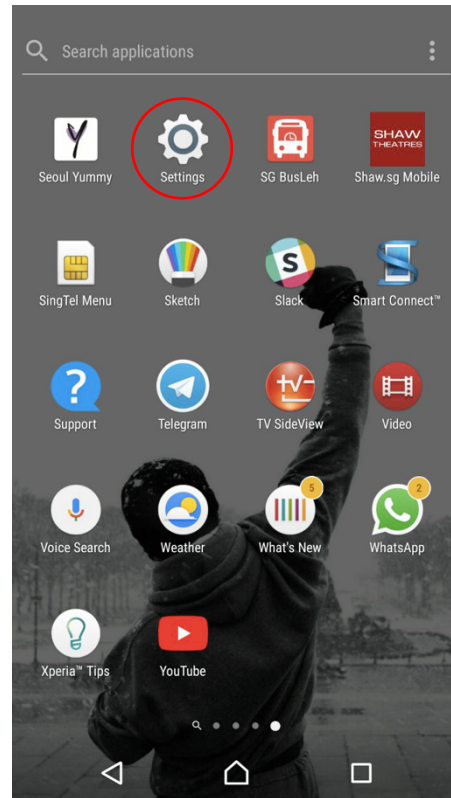 Search applications
SHAW
THEATRES
Seoul Yummy
Settings
SG BusLeh
Shaw.sg Mobile
S
SingTel Menu
Sketch
Slack
Smart Connect™
?
+V-
Support
Telegram
TV SideView
Video
5
2
Voice Search
Weather
What's New
WhatsApp
Xperia™ Tips
YouTube